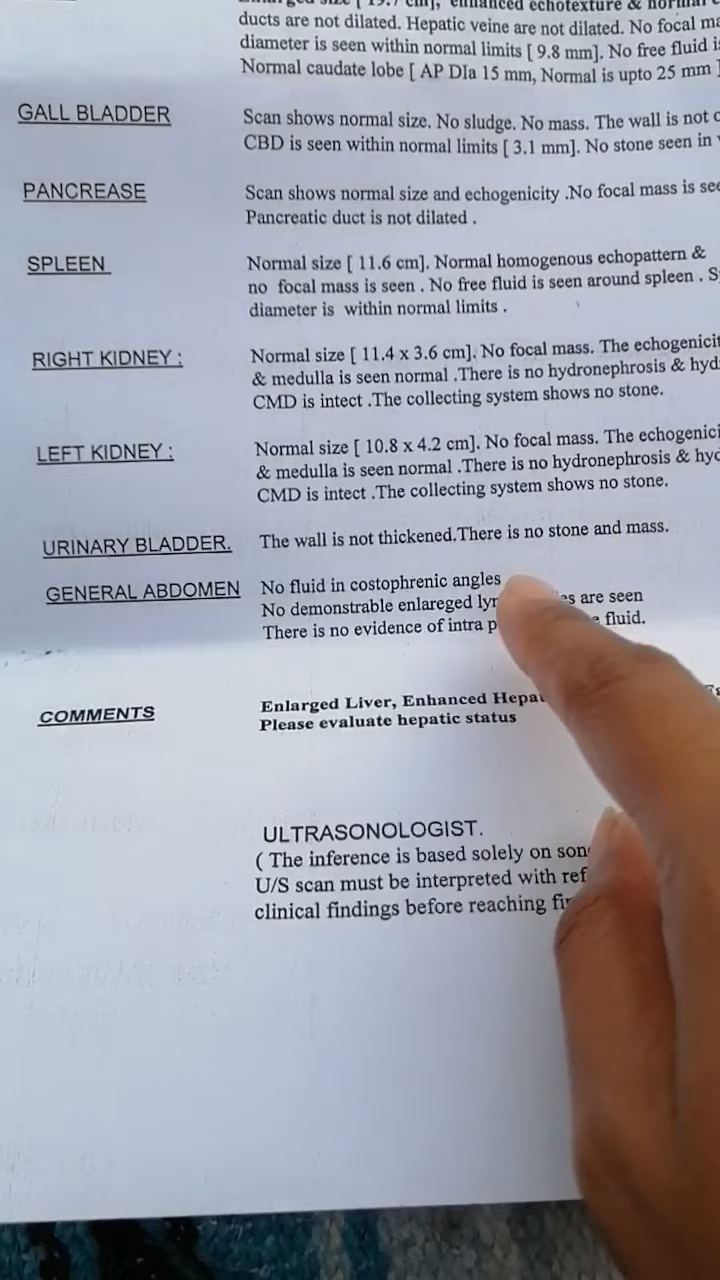 size [ 19.7 cm], enhanced echotexture & normal
ducts are not dilated. Hepatic veine are not dilated. No focal
diameter is seen within normal limits [ 9.8 mm]. No free fluid
Normal caudate lobe [ AP DIa 15 mm, Normal is upto 25 mm ]
GALL BLADDER
Scan shows normal size. No sludge. No mass. The wall is not
CBD is seen within normal limits [ 3.1 mm]. No stone seen in
PANCREASE
Scan shows normal size and echogenicity .No focal mass is
Pancreatic duct is not dilated .
SPLEEN
Normal size [ 11.6 cm]. Normal homogenous echopattern &
no focal mass is seen . No free fluid is seen around spleen .
diameter is within normal limits .
RIGHT KIDNEY :
Normal size [ 11.4 x 3.6 cm]. No focal mass. The
& medulla is seen normal .There is no hydronephrosis &
CMD is intect .The collecting system shows no stone.
LEFT KIDNEY :
Normal size [ 10.8 x 4.2 cm]. No focal mass. The
& medulla is seen normal .There is no hydronephrosis &
CMD is intect .The collecting system shows no stone.
URINARY BLADDER.
The wall is not thickened.There is no stone and mass.
GENERAL ABDOMEN
No fluid in costophrenic angles
No demonstrable enlareged are seen
There is no evidence of intra fluid.
COMMENTS
Enlarged Liver, Enhanced
Please evaluate hepatic status
ULTRASONOLOGIST.
( The inference is based solely on
U/S scan must be interpreted with
clinical findings before reaching